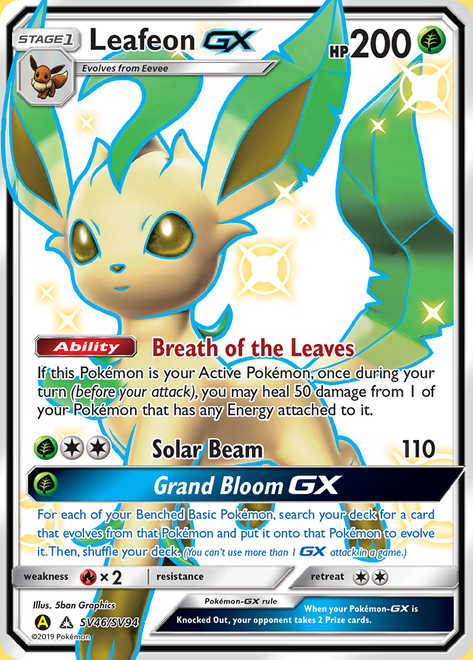 STAGE 1 Leafeon GX HP 200
Evolves from Eevee
Ability Breath of the Leaves
If this Pokémon is your Active Pokémon, once during your
turn (before your attack), you may heal 50 damage from 1 of
your Pokémon that has any Energy attached to it.
Solar Beam 110
Grand Bloom GX
For each of your Benched Basic Pokémon, search your deck for a card
that evolves from that Pokémon and put it onto that Pokémon to evolve
it. Then, shuffle your deck. (You can't use more than 1 GX attack in a game.)
weakness × 2 resistance retreat
Illus. 5ban Graphics
A SV46/SV94
©2019 Pokémon
Pokémon-GX rule
When your Pokémon-GX is
Knocked Out, your opponent takes 2 Prize cards.